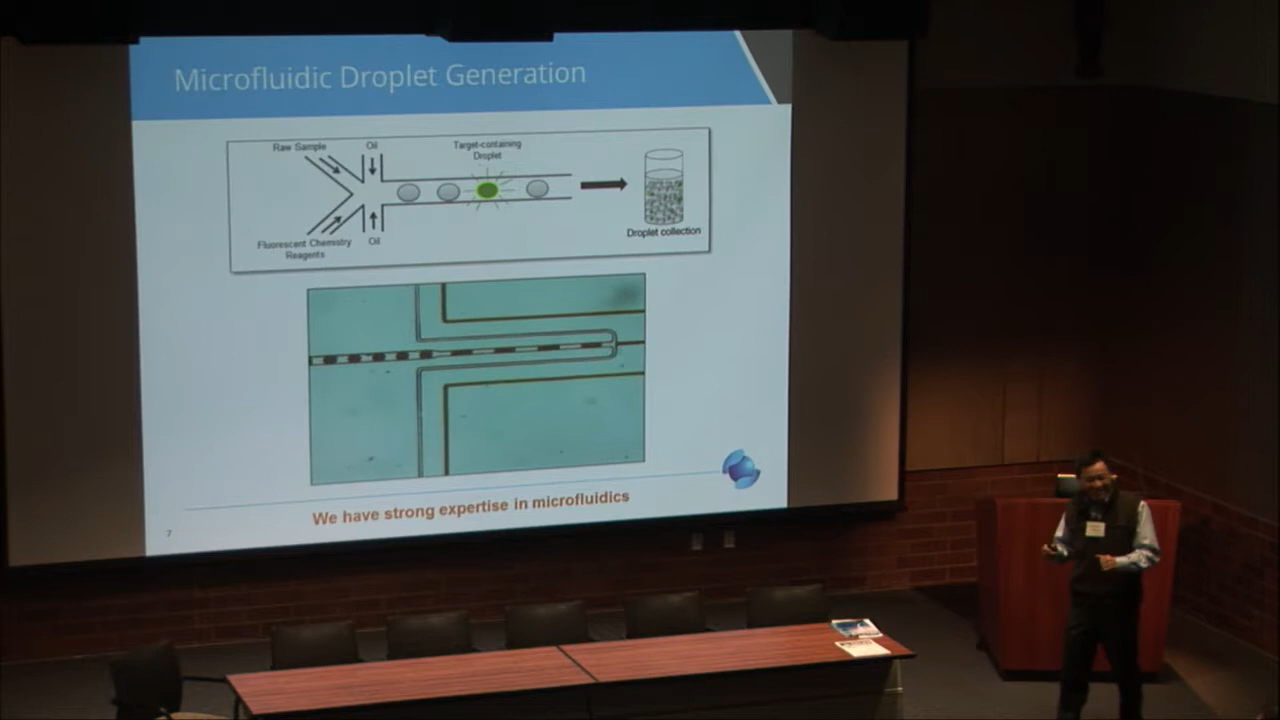 Microfluidic Droplet Generation
Raw Sample
Oil
Target-containing
Droplet
Fluorescent Chemistry
Reagents
Oil
Droplet collection
We have strong expertise in microfluidics
7